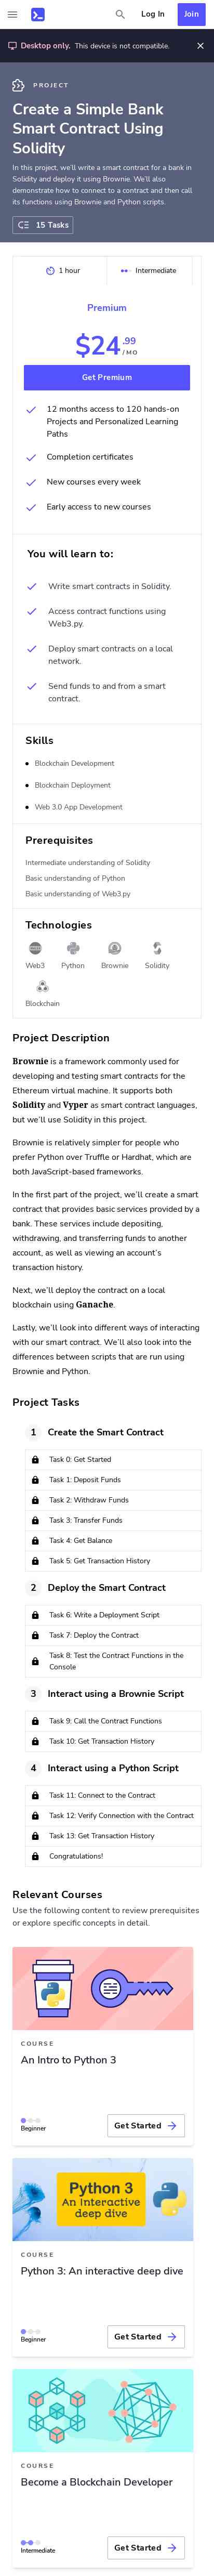 Log In
Join
Desktop only. This device is not compatible.
PROJECT
Create a Simple Bank
Smart Contract Using
Solidity
In this project, we'll write a smart contract for a bank in
Solidity and deploy it using Brownie. We'll also
demonstrate how to connect to a contract and then call
its functions using Brownie and Python scripts.
15 Tasks
1 hour
Intermediate
Premium
$24 .99 /MO
Get Premium
12 months access to 120 hands-on
Projects and Personalized Learning
Paths
Completion certificates
New courses every week
Early access to new courses
You will learn to:
Write smart contracts in Solidity.
Access contract functions using
Web3.py.
Deploy smart contracts on a local
network.
Send funds to and from a smart
contract.
Skills
Blockchain Development
Blockchain Deployment
Web 3.0 App Development
Prerequisites
Intermediate understanding of Solidity
Basic understanding of Python
Basic understanding of Web3.py
Technologies
Web3 Python Brownie Solidity
Blockchain
Project Description
Brownie is a framework commonly used for
developing and testing smart contracts for the
Ethereum virtual machine. It supports both
Solidity and Vyper as smart contract languages,
but we'll use Solidity in this project.
Brownie is relatively simpler for people who
prefer Python over Truffle or Hardhat, which are
both JavaScript-based frameworks.
In the first part of the project, we'll create a smart
contract that provides basic services provided by a
bank. These services include depositing,
withdrawing, and transferring funds to another
account, as well as viewing an account's
transaction history.
Next, we'll deploy the contract on a local
blockchain using Ganache.
Lastly, we'll look into different ways of interacting
with our smart contract. We'll also look into the
differences between scripts that are run using
Brownie and Python.
Project Tasks
1 Create the Smart Contract
Task 0: Get Started
Task 1: Deposit Funds
Task 2: Withdraw Funds
Task 3: Transfer Funds
Task 4: Get Balance
Task 5: Get Transaction History
2 Deploy the Smart Contract
Task 6: Write a Deployment Script
Task 7: Deploy the Contract
Task 8: Test the Contract Functions in the
Console
3 Interact using a Brownie Script
Task 9: Call the Contract Functions
Task 10: Get Transaction History
4 Interact using a Python Script
Task 11: Connect to the Contract
Task 12: Verify Connection with the Contract
Task 13: Get Transaction History
Congratulations!
Relevant Courses
Use the following content to review prerequisites
or explore specific concepts in detail.
COURSE
An Intro to Python 3
Beginner
Get Started
Python 3
An Interactive
deep dive
COURSE
Python 3: An interactive deep dive
Beginner
Get Started
COURSE
Become a Blockchain Developer
Intermediate
Get Started